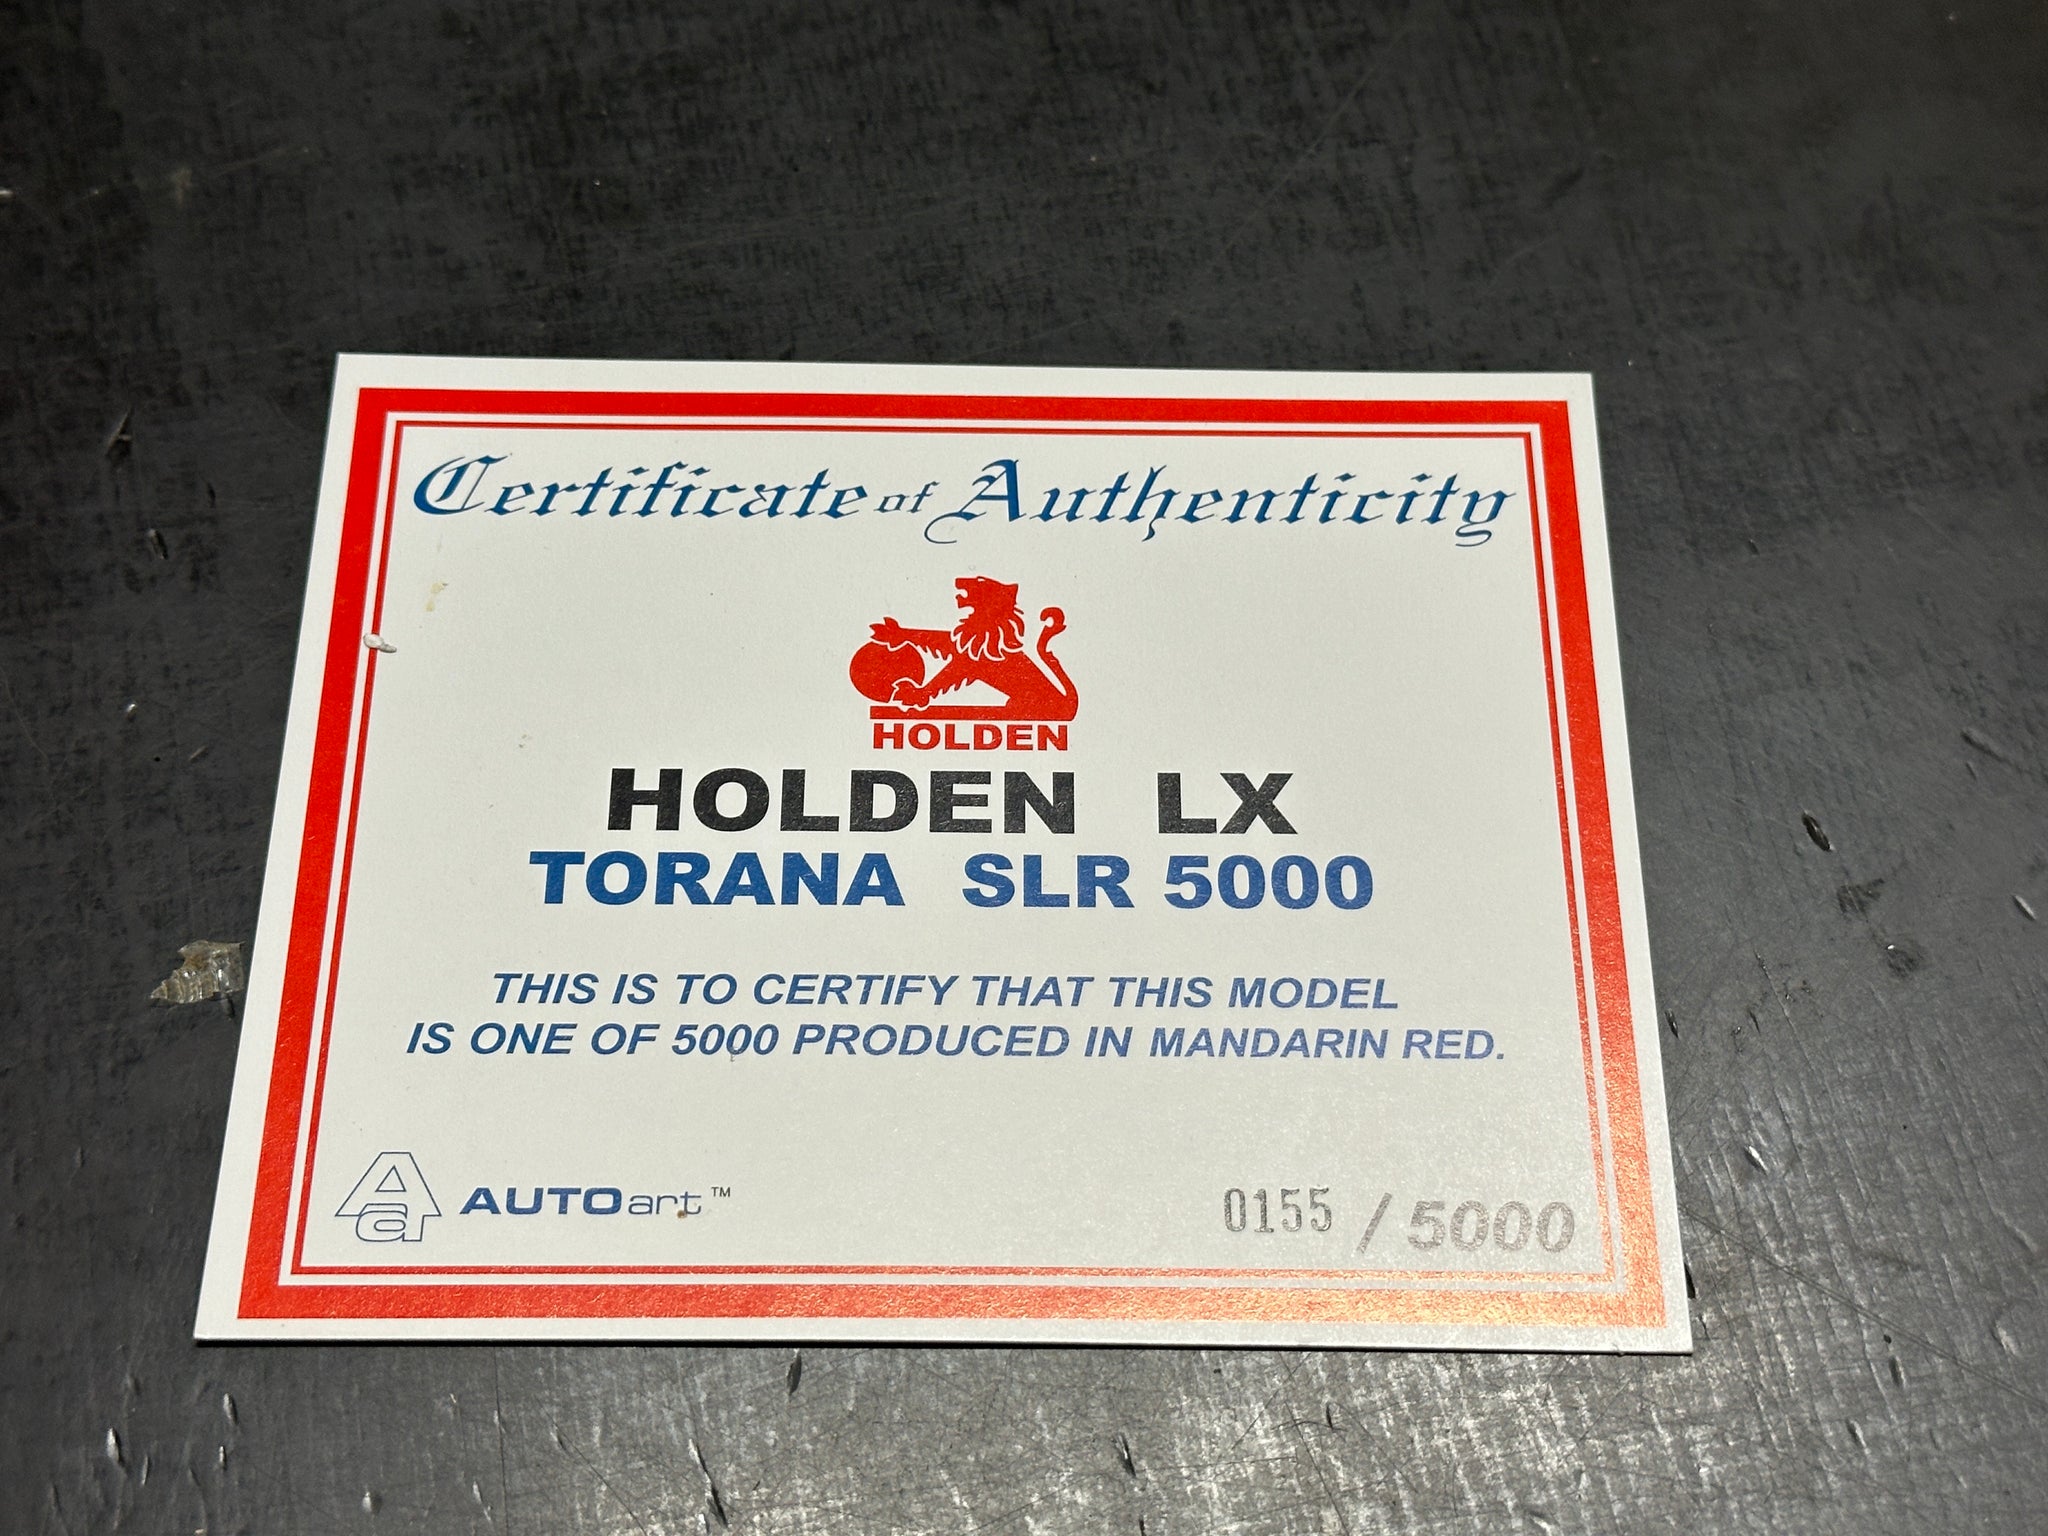 Certificate of Authenticity
HOLDEN
HOLDEN LX
TORANA SLR 5000
THIS IS TO CERTIFY THAT THIS MODEL
IS ONE OF 5000 PRODUCED IN MANDARIN RED.
Aa AUTOart™
0155 / 5000